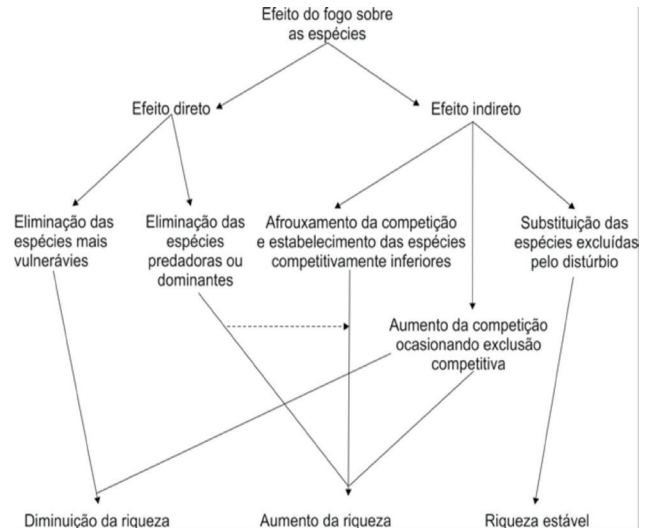 Efeito do fogo sobre
as espécies
Efeito direto
Efeito indireto
Eliminação das
espécies mais
vulneráveis
Eliminação das
espécies
predadoras ou
dominantes
Afrouxamento da competição
e estabelecimento das espécies
competitivamente inferiores
Substituição das
espécies excluídas
pelo distúrbio
Aumento da competição
ocasionando exclusão
competitiva
Diminuição da riqueza
Aumento da riqueza
Riqueza estável